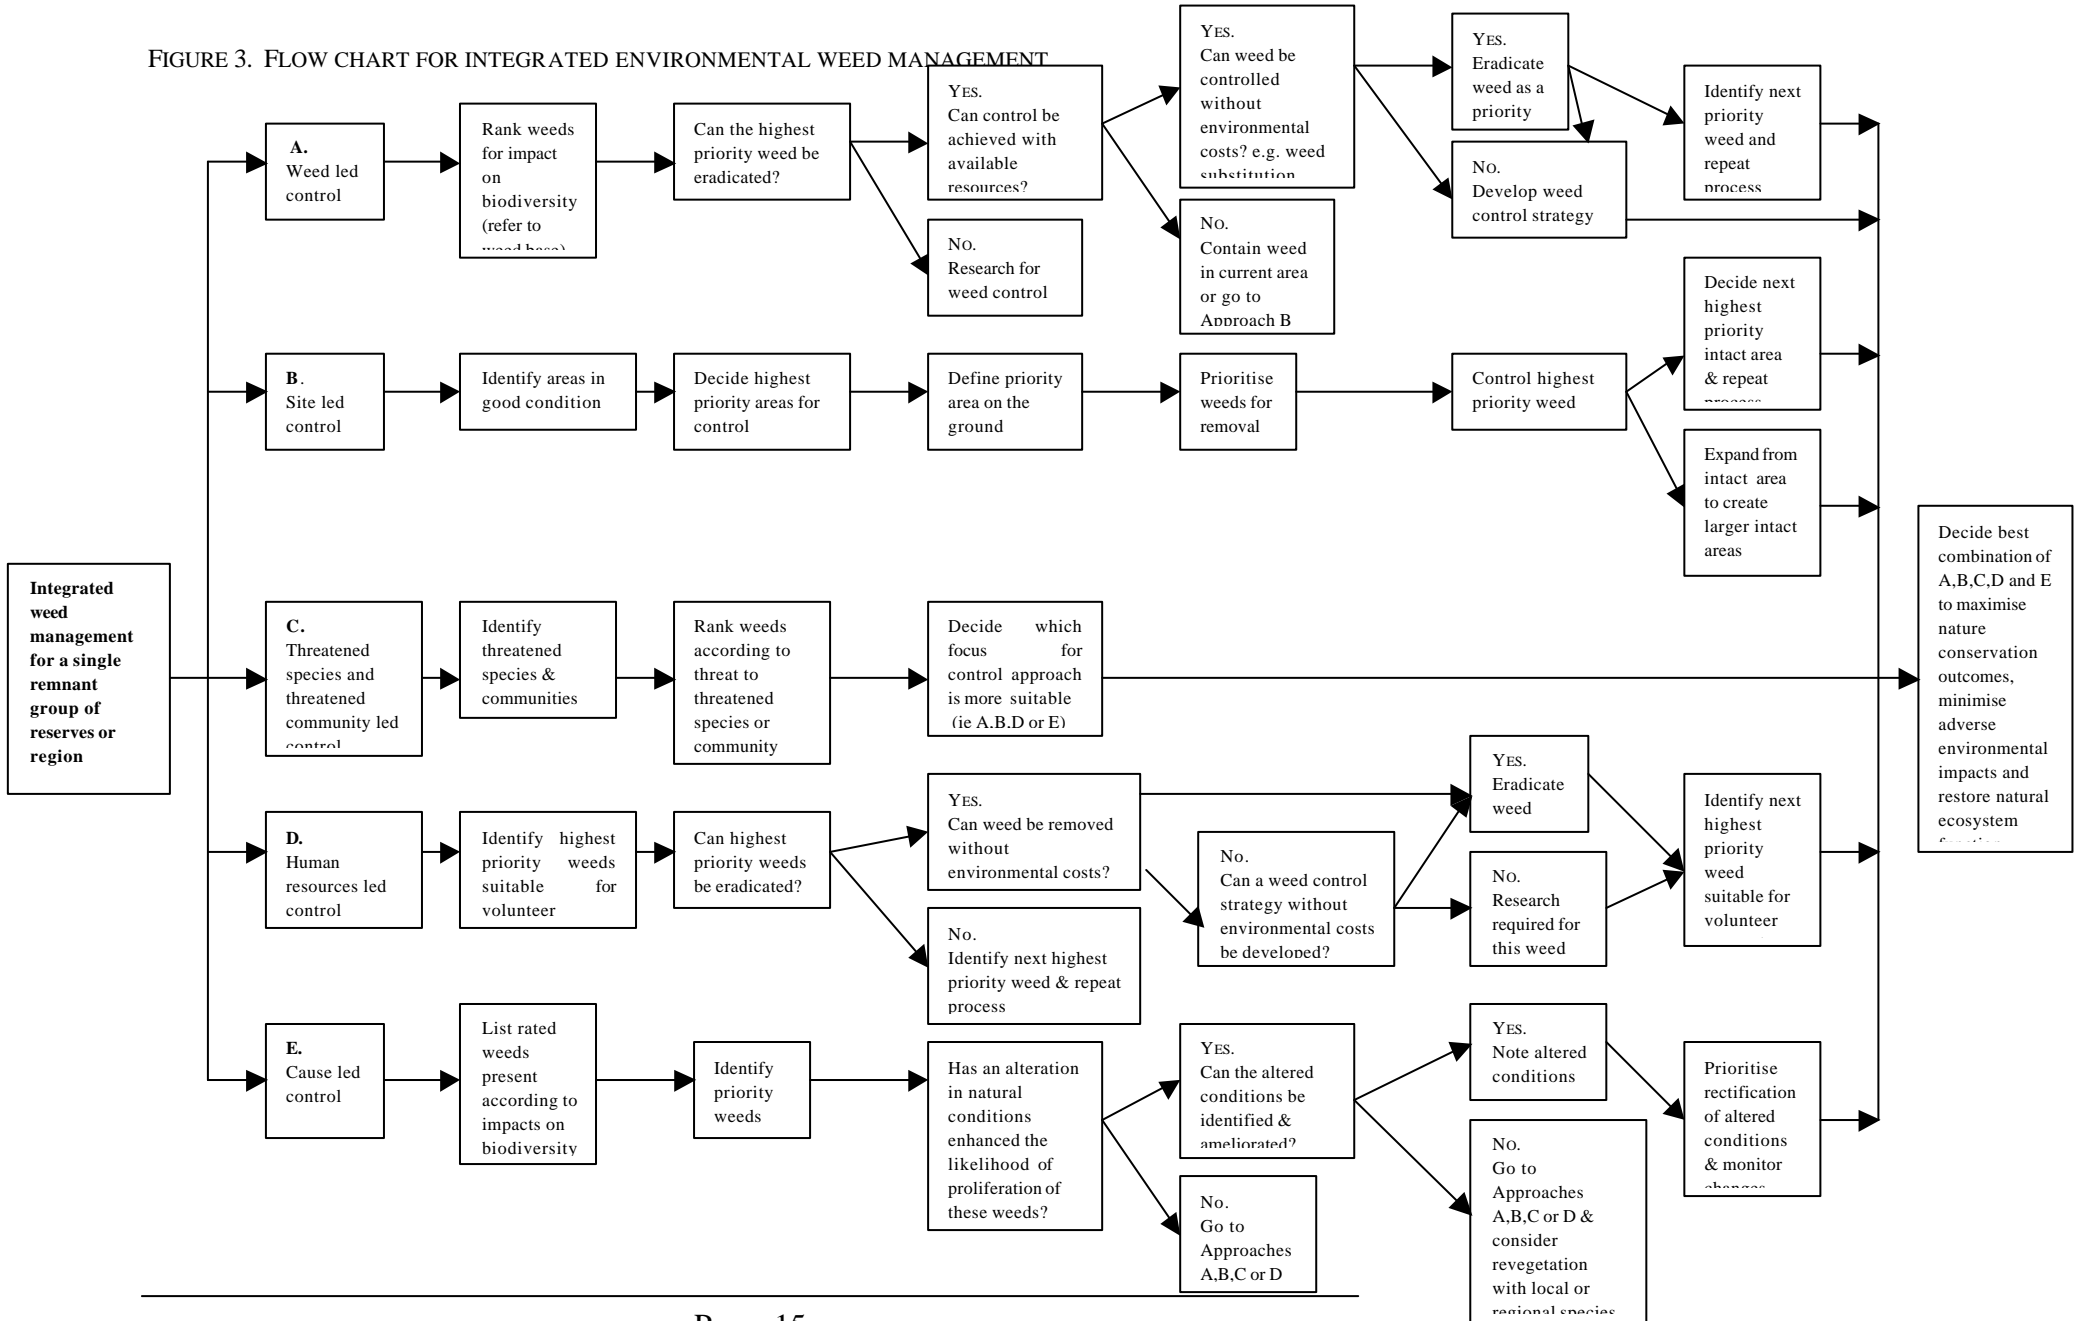 FIGURE 3. FLOW CHART FOR INTEGRATED ENVIRONMENTAL WEED MANAGEMENT
Integrated
weed
management
for a single
remnant
group of
reserves or
region
A.
Weed led
control
Rank weeds
for impact
on
biodiversity
(refer to
weed base)
Can the highest
priority weed be
eradicated?
YES.
Can control be
achieved with
available
resources?
NO.
Research for
weed control
YES.
Can weed be
controlled
without
environmental
costs? e.g. weed
substitution
NO.
Contain weed
in current area
or go to
Approach B
YES.
Eradicate
weed as a
priority
NO.
Develop weed
control strategy
Identify next
priority
weed and
repeat
process
B.
Site led
control
Identify areas in
good condition
Decide highest
priority areas for
control
Define priority
area on the
ground
Prioritise
weeds for
removal
Control highest
priority weed
Decide next
highest
priority
intact area
& repeat
process
Expand from
intact area
to create
larger intact
areas
C.
Threatened
species and
threatened
community led
control
Identify
threatened
species &
communities
Rank weeds
according to
threat to
threatened
species or
community
Decide which
focus for
control approach
is more suitable
(ie A,B,D or E)
D.
Human
resources led
control
Identify highest
priority weeds
suitable for
volunteer
Can highest
priority weeds
be eradicated?
YES.
Can weed be removed
without
environmental costs?
No.
Identify next highest
priority weed & repeat
process
No.
Can a weed control
strategy without
environmental costs
be developed?
YES.
Eradicate
weed
NO.
Research
required for
this weed
Identify next
highest
priority
weed
suitable for
volunteer
E.
Cause led
control
List rated
weeds
present
according to
impacts on
biodiversity
Identify
priority
weeds
Has an alteration
in natural
conditions
enhanced the
likelihood of
proliferation of
these weeds?
YES.
Can the altered
conditions be
identified &
ameliorated?
No.
Go to
Approaches
A,B,C or D
YES.
Note altered
conditions
NO.
Go to
Approaches
A,B,C or D &
consider
revegetation
with local or
regional species
Prioritise
rectification
of altered
conditions
& monitor
changes
Decide best
combination of
A,B,C,D and E
to maximise
nature
conservation
outcomes,
minimise
adverse
environmental
impacts and
restore natural
ecosystem